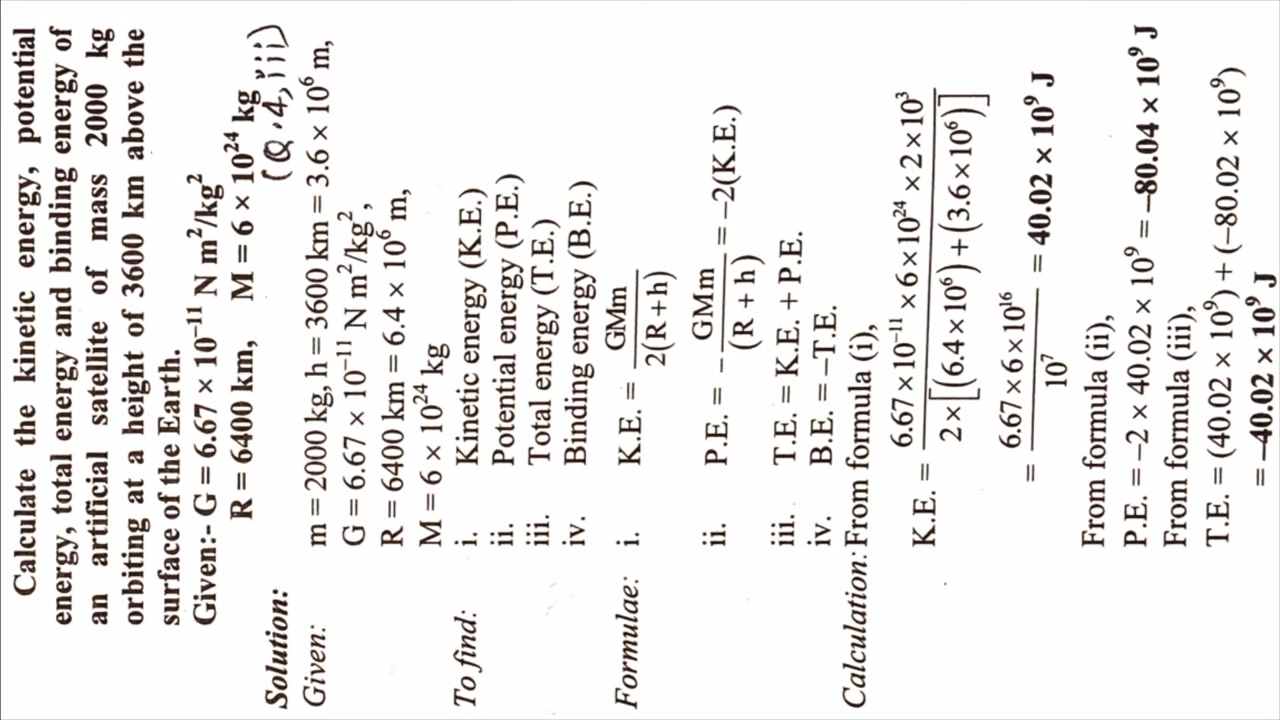 Calculate the kinetic energy, potential
energy, total energy and binding energy of
an artificial satellite of mass 2000 kg
orbiting at a height of 3600 km above the
surface of the Earth.
Given:- G = 6.67 × 10⁻¹¹ N m²/kg²
R = 6400 km, M = 6 × 10²⁴ kg
(Q.4, iii)
Solution:
Given: m = 2000 kg, h = 3600 km = 3.6 × 10⁶ m,
G = 6.67 × 10⁻¹¹ N m²/kg²,
R = 6400 km = 6.4 × 10⁶ m,
M = 6 × 10²⁴ kg
To find: i. Kinetic energy (K.E.)
ii. Potential energy (P.E.)
iii. Total energy (T.E.)
iv. Binding energy (B.E.)
Formulae: i. K.E. = GMm / 2(R+h)
ii. P.E. = - GMm / (R + h) = –2(K.E.)
iii. T.E. = K.E. + P.E.
iv. B.E. = –T.E.
Calculation: From formula (i),
K.E. = 6.67×10⁻¹¹ × 6×10²⁴ × 2×10³ / 2×[(6.4×10⁶)+(3.6×10⁶)]
= 6.67×6×10¹⁶ / 10⁷ = 40.02 × 10⁹ J
From formula (ii),
P.E. = –2 × 40.02 × 10⁹ = –80.04 × 10⁹ J
From formula (iii),
T.E. = (40.02 × 10⁹) + (–80.02 × 10⁹)
= –40.02 × 10⁹ J